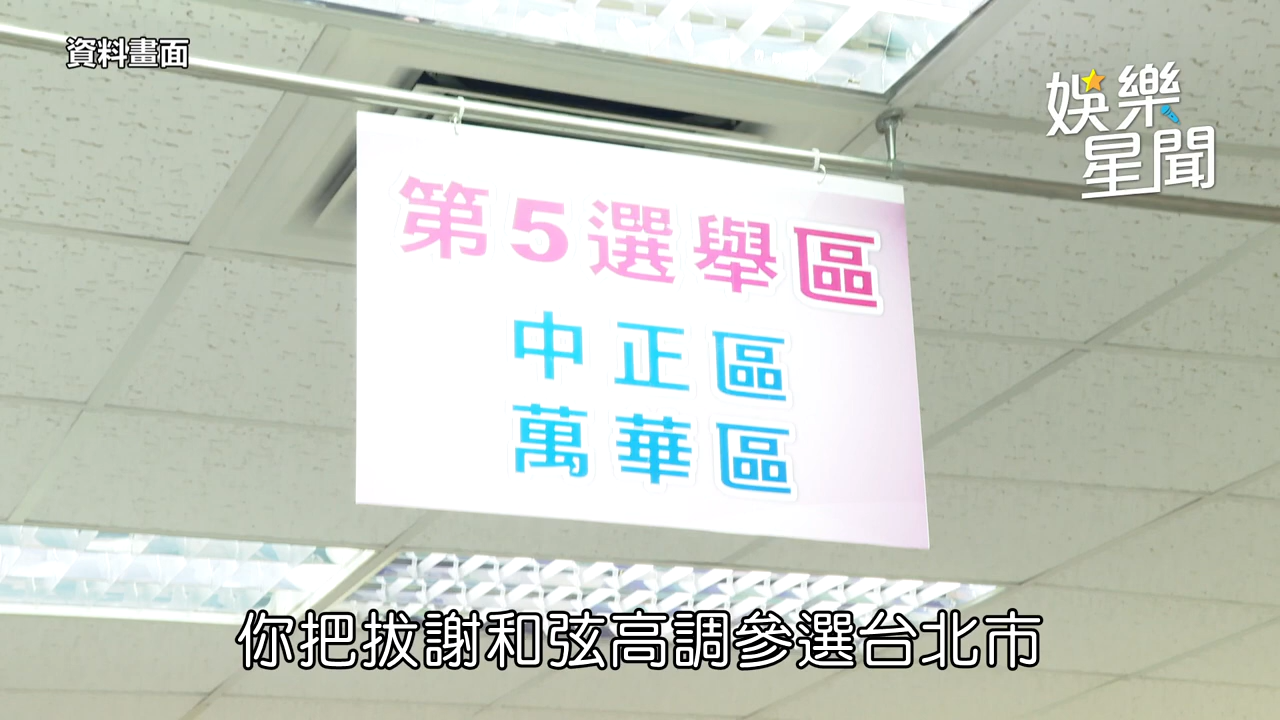 資料畫面
娛樂
星聞
第5選舉區
中正區
萬華區
你把拔謝和弦高調參選台北市